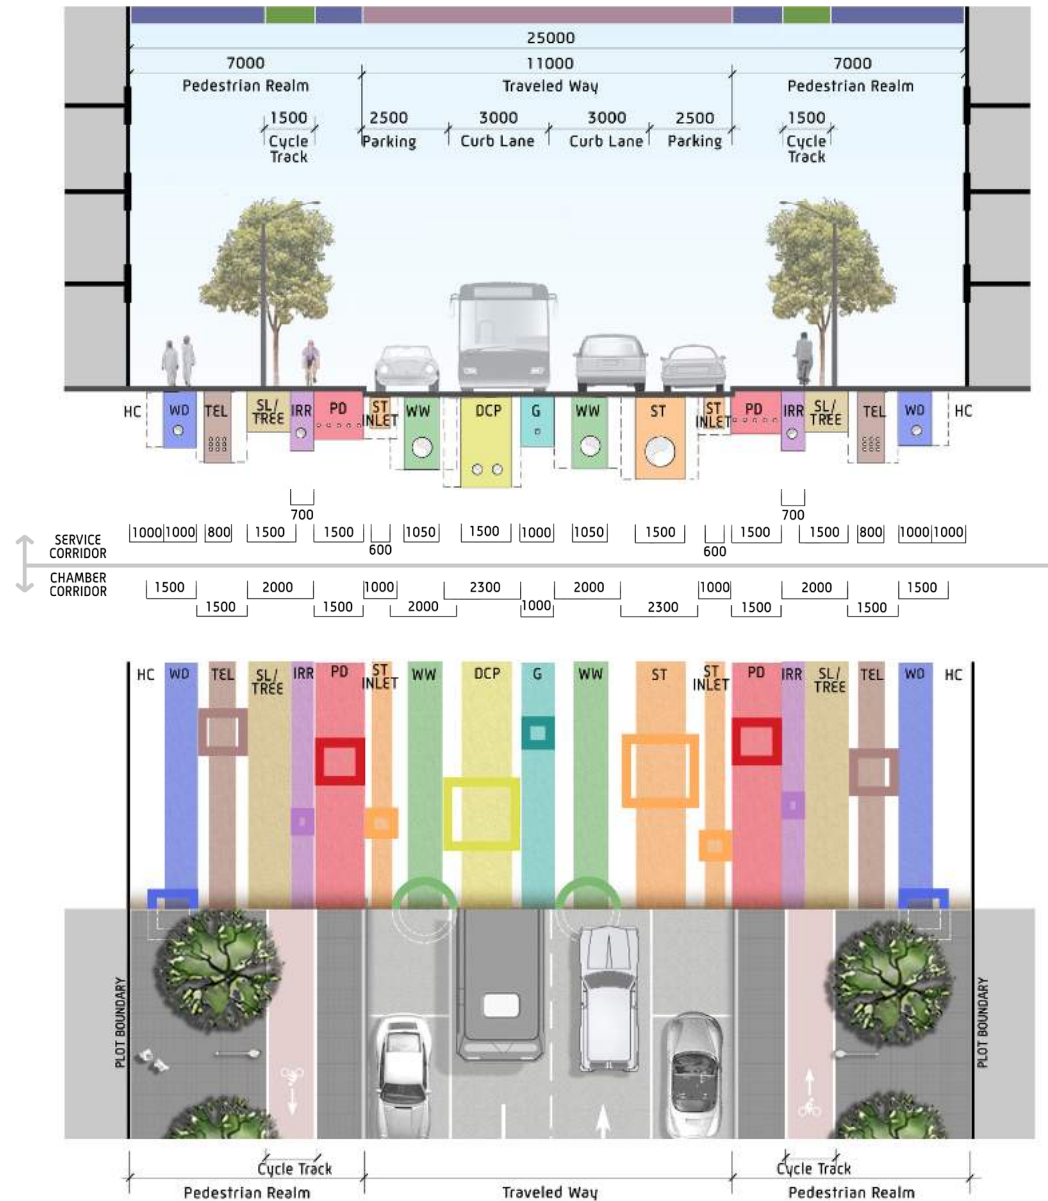 25000
7000 11000 7000
Pedestrian Realm Traveled Way Pedestrian Realm
1500 2500 3000 3000 2500 1500
Cycle Track Parking Curb Lane Curb Lane Parking Cycle Track
HC WD TEL SL/TREE IRR PD ST INLET WW DCP G WW ST ST INLET PD IRR SL/TREE TEL WD HC
700 700
SERVICE CORRIDOR
1000 1000 800 1500 1500 600 1050 1500 1000 1050 1500 600 1500 1500 800 1000 1000
CHAMBER CORRIDOR
1500 2000 1000 2300 2000 1000 2000 1500
1500 1500 2000 1000 2300 1500 1500
HC WD TEL SL/TREE IRR PD ST INLET WW DCP G WW ST ST INLET PD IRR SL/TREE TEL WD HC
PLOT BOUNDARY
PLOT BOUNDARY
Cycle Track Cycle Track
Pedestrian Realm Traveled Way Pedestrian Realm